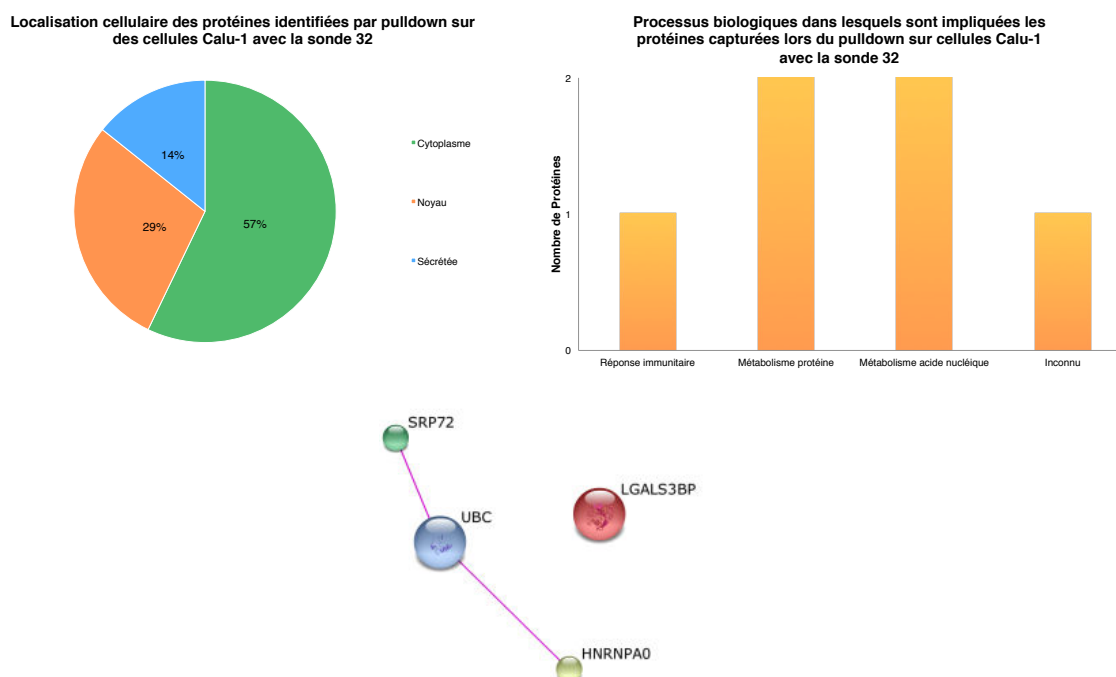 Localisation cellulaire des protéines identifiées par pulldown sur
des cellules Calu-1 avec la sonde 32
14%
29%
57%
Cytoplasme
Noyau
Sécrétée
Processus biologiques dans lesquels sont impliquées les
protéines capturées lors du pulldown sur cellules Calu-1
avec la sonde 32
Nombre de Protéines
2
1
0
Réponse immunitaire
Métabolisme protéine
Métabolisme acide nucléique
Inconnu
SRP72
LGALS3BP
UBC
HNRNPA0